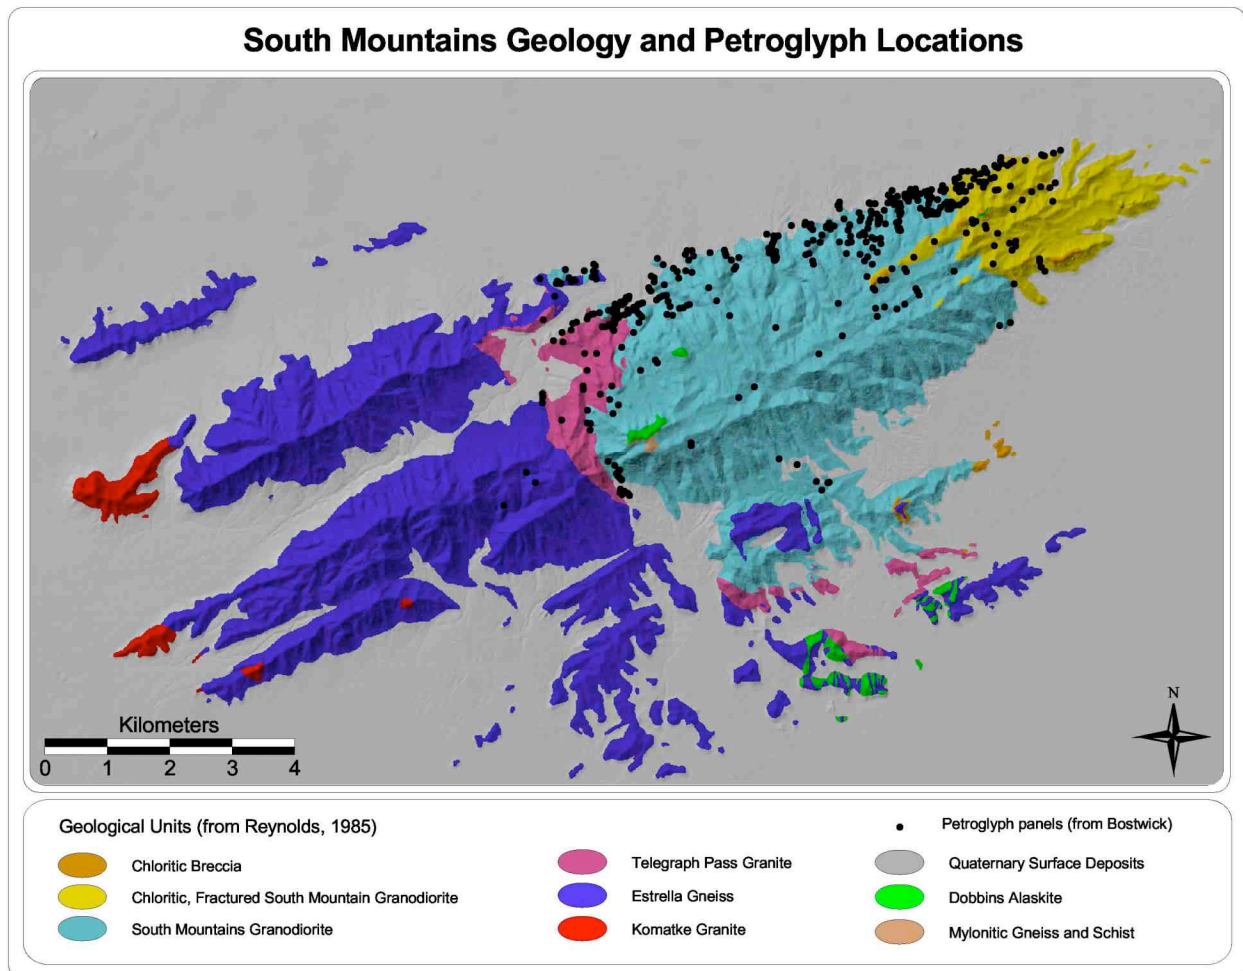 South Mountains Geology and Petroglyph Locations
N
Kilometers
0 1 2 3 4
Geological Units (from Reynolds, 1985)
Petroglyph panels (from Bostwick)
Chloritic Breccia
Telegraph Pass Granite
Quaternary Surface Deposits
Chloritic, Fractured South Mountain Granodiorite
Estrella Gneiss
Dobbins Alaskite
South Mountains Granodiorite
Komatke Granite
Mylonitic Gneiss and Schist